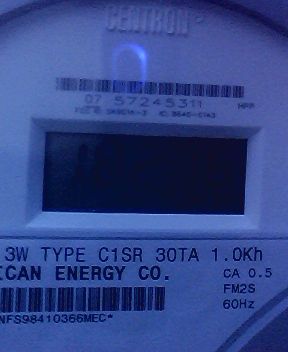 CENTRON
07 57245311
3W TYPE C1SR 30TA 1.0Kh
ICAN ENERGY CO.
CA 0.5
FM2S
60Hz
NFS98410366MEC*